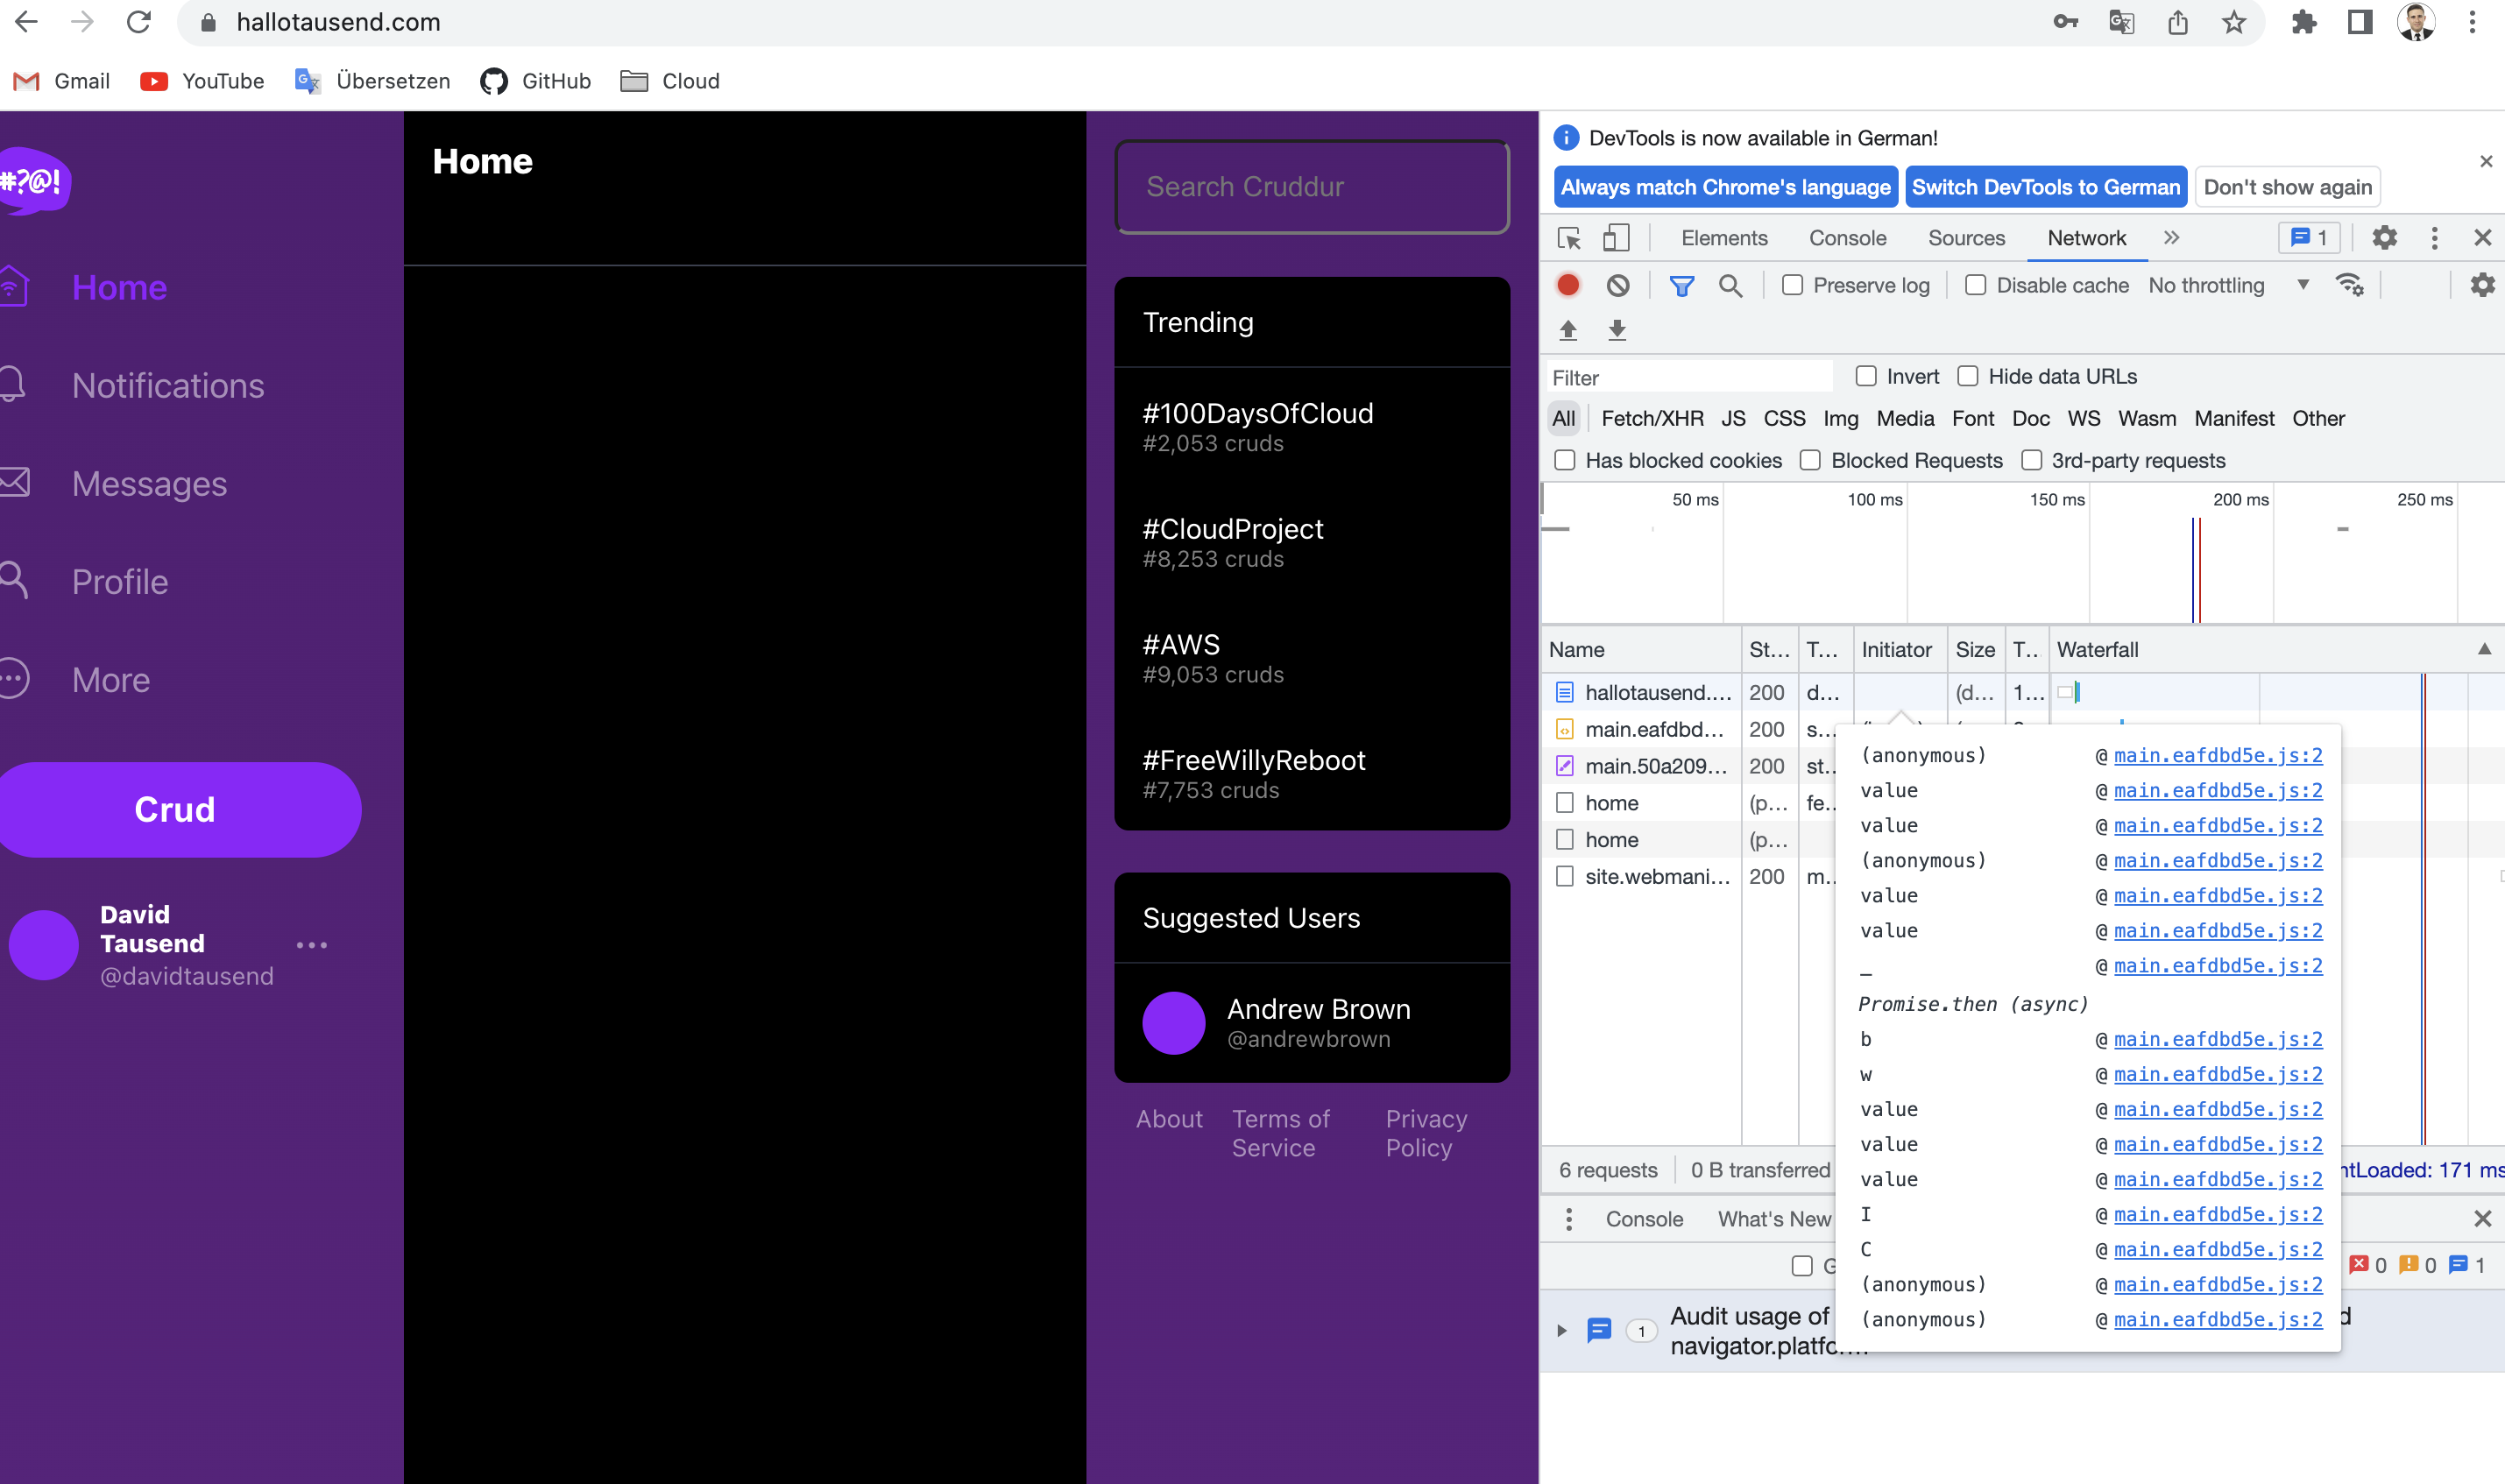 hallotausend.com
Gmail
YouTube
Übersetzen
GitHub
Cloud
#?@!
Home
Notifications
Messages
Profile
More
Crud
David
Tausend
@davidtausend
Home
Search Cruddur
Trending
#100DaysOfCloud
#2,053 cruds
#CloudProject
#8,253 cruds
#AWS
#9,053 cruds
#FreeWillyReboot
#7,753 cruds
Suggested Users
Andrew Brown
@andrewbrown
About
Terms of
Service
Privacy
Policy
DevTools is now available in German!
Always match Chrome's language
Switch DevTools to German
Don't show again
Elements Console Sources Network 1
Preserve log Disable cache No throttling
Filter Invert Hide data URLs
All Fetch/XHR JS CSS Img Media Font Doc WS Wasm Manifest Other
Has blocked cookies Blocked Requests 3rd-party requests
50 ms 100 ms 150 ms 200 ms 250 ms
Name St... T... Initiator Size T... Waterfall
hallotausend.... 200 d... (d... 1...
main.eafdbd... 200 s...
main.50a209... 200 st...
home (p... fe...
home (p...
site.webmani... 200 m...
(anonymous) @ main.eafdbd5e.js:2
value @ main.eafdbd5e.js:2
value @ main.eafdbd5e.js:2
(anonymous) @ main.eafdbd5e.js:2
value @ main.eafdbd5e.js:2
value @ main.eafdbd5e.js:2
_ @ main.eafdbd5e.js:2
Promise.then (async)
b @ main.eafdbd5e.js:2
w @ main.eafdbd5e.js:2
value @ main.eafdbd5e.js:2
value @ main.eafdbd5e.js:2
value @ main.eafdbd5e.js:2
I @ main.eafdbd5e.js:2
C @ main.eafdbd5e.js:2
(anonymous) @ main.eafdbd5e.js:2
(anonymous) @ main.eafdbd5e.js:2
6 requests 0 B transferred ntLoaded: 171 ms
Console What's New
0 0 1
1 Audit usage of
navigator.platfo